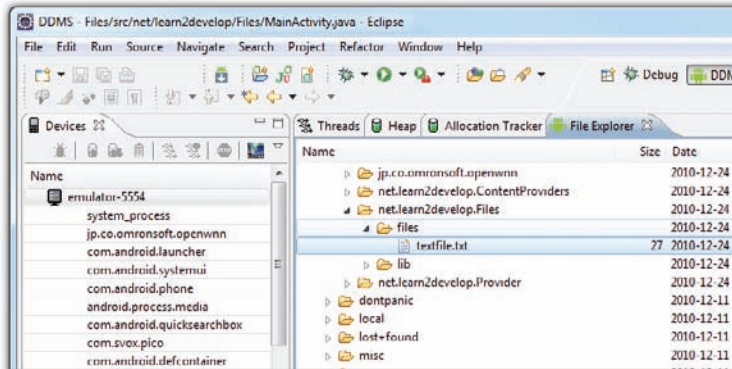 DDMS - Files/src/net/learn2develop/Files/MainActivity.java - Eclipse
File Edit Run Source Navigate Search Project Refactor Window Help
Debug DDM
Devices
Threads Heap Allocation Tracker File Explorer
Name
emulator-5554
system_process
jp.co.omronsoft.openwnn
com.android.launcher
com.android.systemui
com.android.phone
android.process.media
com.android.quicksearchbox
com.svox.pico
com.android.defcontainer
Name Size Date
jp.co.omronsoft.openwnn 2010-12-24
net.learn2develop.ContentProviders 2010-12-24
net.learn2develop.Files 2010-12-24
files 2010-12-24
textfile.txt 27 2010-12-24
lib 2010-12-24
net.learn2develop.Provider 2010-12-24
dontpanic 2010-12-11
local 2010-12-11
lost+found 2010-12-11
misc 2010-12-11